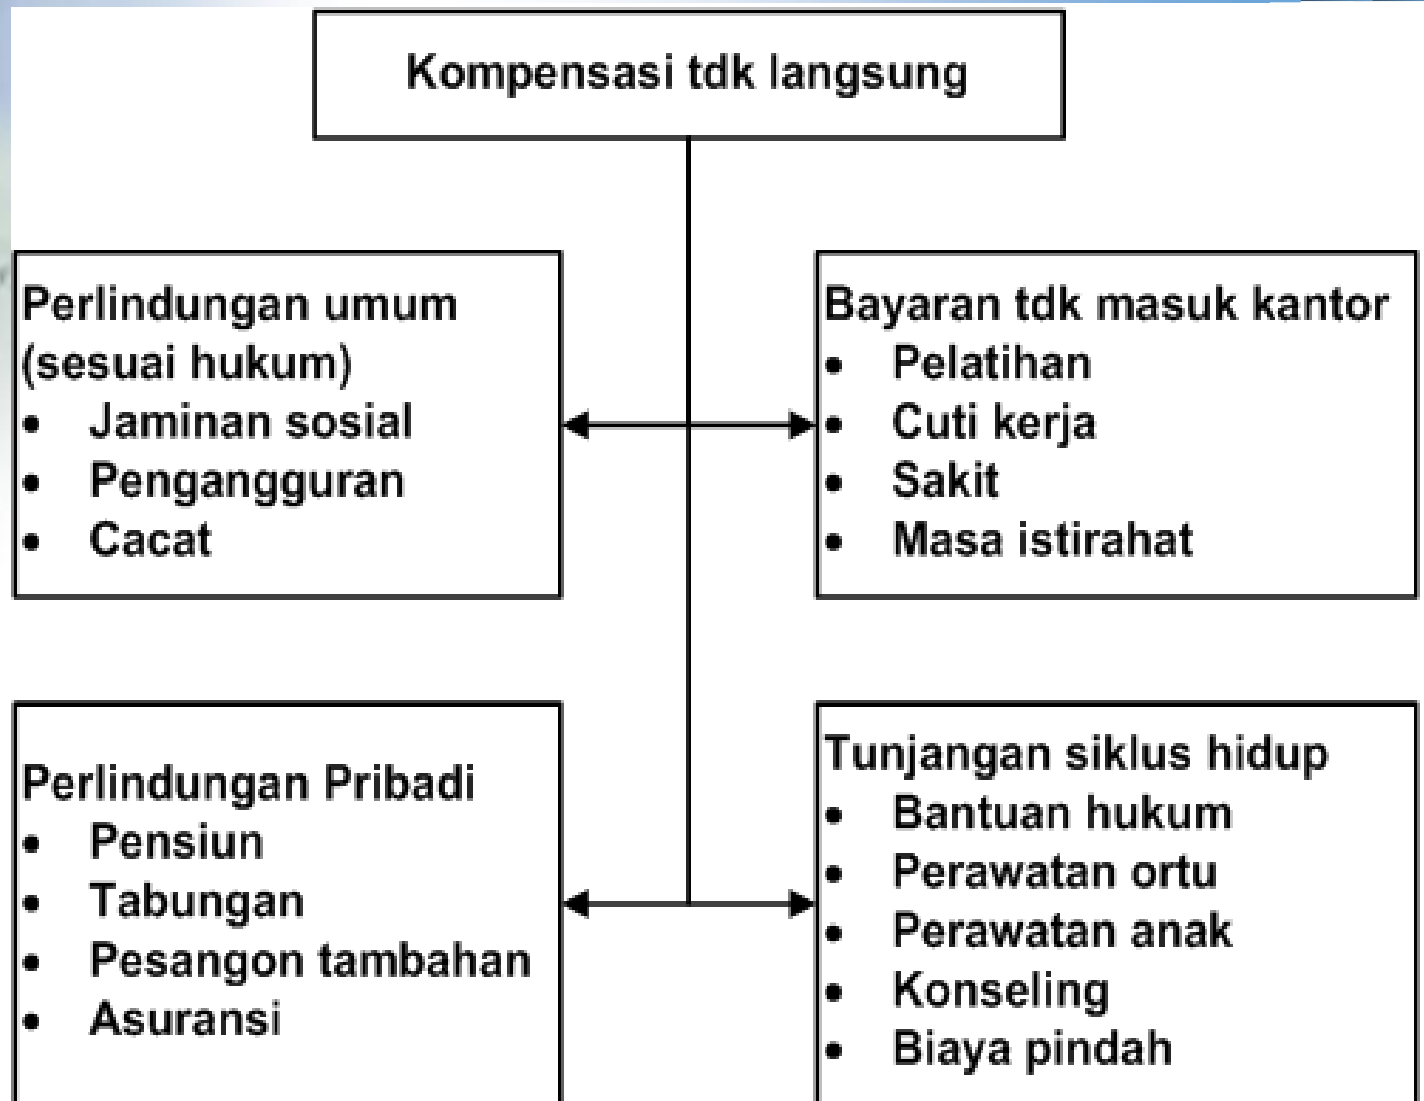 Kompensasi tdk langsung
Perlindungan umum
(sesuai hukum)
• Jaminan sosial
• Pengangguran
• Cacat
Bayaran tdk masuk kantor
• Pelatihan
• Cuti kerja
• Sakit
• Masa istirahat
Perlindungan Pribadi
• Pensiun
• Tabungan
• Pesangon tambahan
• Asuransi
Tunjangan siklus hidup
• Bantuan hukum
• Perawatan ortu
• Perawatan anak
• Konseling
• Biaya pindah